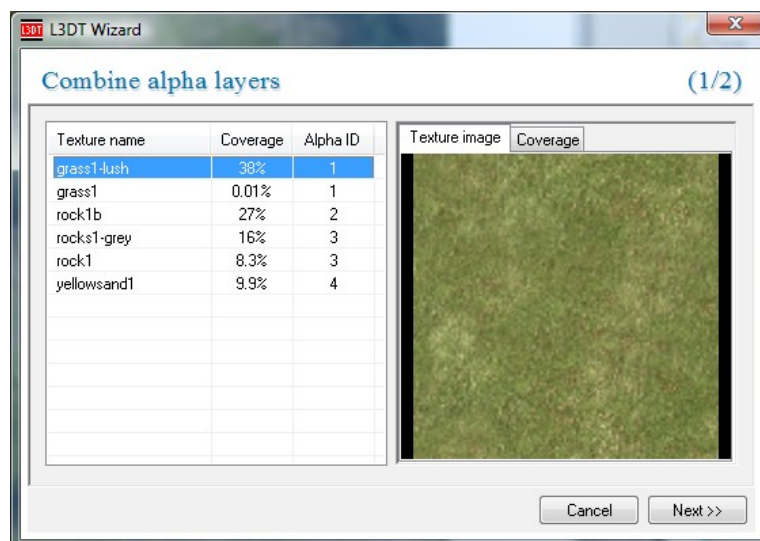 L3DT L3DT Wizard X
Combine alpha layers (1/2)
Texture name Coverage Alpha ID
grass1-lush 38% 1
grass1 0.01% 1
rock1b 27% 2
rocks1-grey 16% 3
rock1 8.3% 3
yellowsand1 9.9% 4
Texture image Coverage
Cancel Next >>